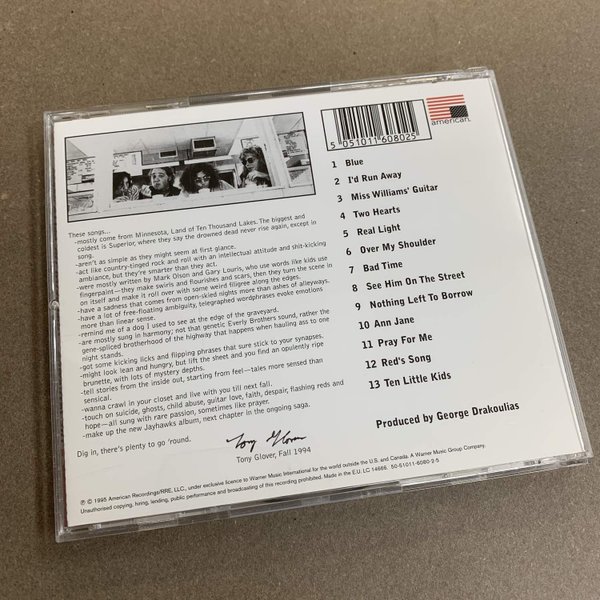 These songs...
-mostly come from Minnesota, Land of Ten Thousand Lakes. The biggest and
coldest is Superior, where they say the drowned dead never rise again, except in
song.
-aren't as simple as they might seem at first glance.
-act like country-tinged rock and roll with an intellectual attitude and shit-kicking
ambiance, but they're smarter than they act.
-were mostly written by Mark Olson and Gary Louris, who use words like kids use
fingerpaint—they make swirls and flourishes and scars, then they turn the scene in
on itself and make it roll over with some weird filigree along the edges.
-have a sadness that comes from open-skied nights more than ashes of alleyways.
-have a lot of free-floating ambiguity, telegraphed wordphrases evoke emotions
more than linear sense.
-remind me of a dog I used to see at the edge of the graveyard.
-are mostly sung in harmony; not that genetic Everly Brothers sound, rather the
gene-spliced brotherhood of the highway that happens when hauling ass to one
night stands.
-got some kicking licks and flipping phrases that sure stick to your synapses.
-might look lean and hungry, but lift the sheet and you find an opulently ripe
brunette, with lots of mystery depths.
-tell stories from the inside out, starting from feel—tales more sensed than
sensical.
-wanna crawl in your closet and live with you till next fall.
-touch on suicide, ghosts, child abuse, guitar love, faith, despair, flashing reds and
hope—all sung with rare passion, sometimes like prayer.
-make up the new Jayhawks album, next chapter in the ongoing saga.
Dig in, there's plenty to go 'round.
Tony Glover
Tony Glover, Fall 1994
5 051011 608025
american.
1 Blue
2 I'd Run Away
3 Miss Williams' Guitar
4 Two Hearts
5 Real Light
6 Over My Shoulder
7 Bad Time
8 See Him On The Street
9 Nothing Left To Borrow
10 Ann Jane
11 Pray For Me
12 Red's Song
13 Ten Little Kids
Produced by George Drakoulias
℗ © 1995 American Recordings/RRE, LLC., under exclusive licence to Warner Music International for the world outside the U.S. and Canada. A Warner Music Group Company.
Unauthorised copying, hiring, lending, public performance and broadcasting of this recording prohibited. Made in the E.U. LC 14666. 50-51011-6080-2-5